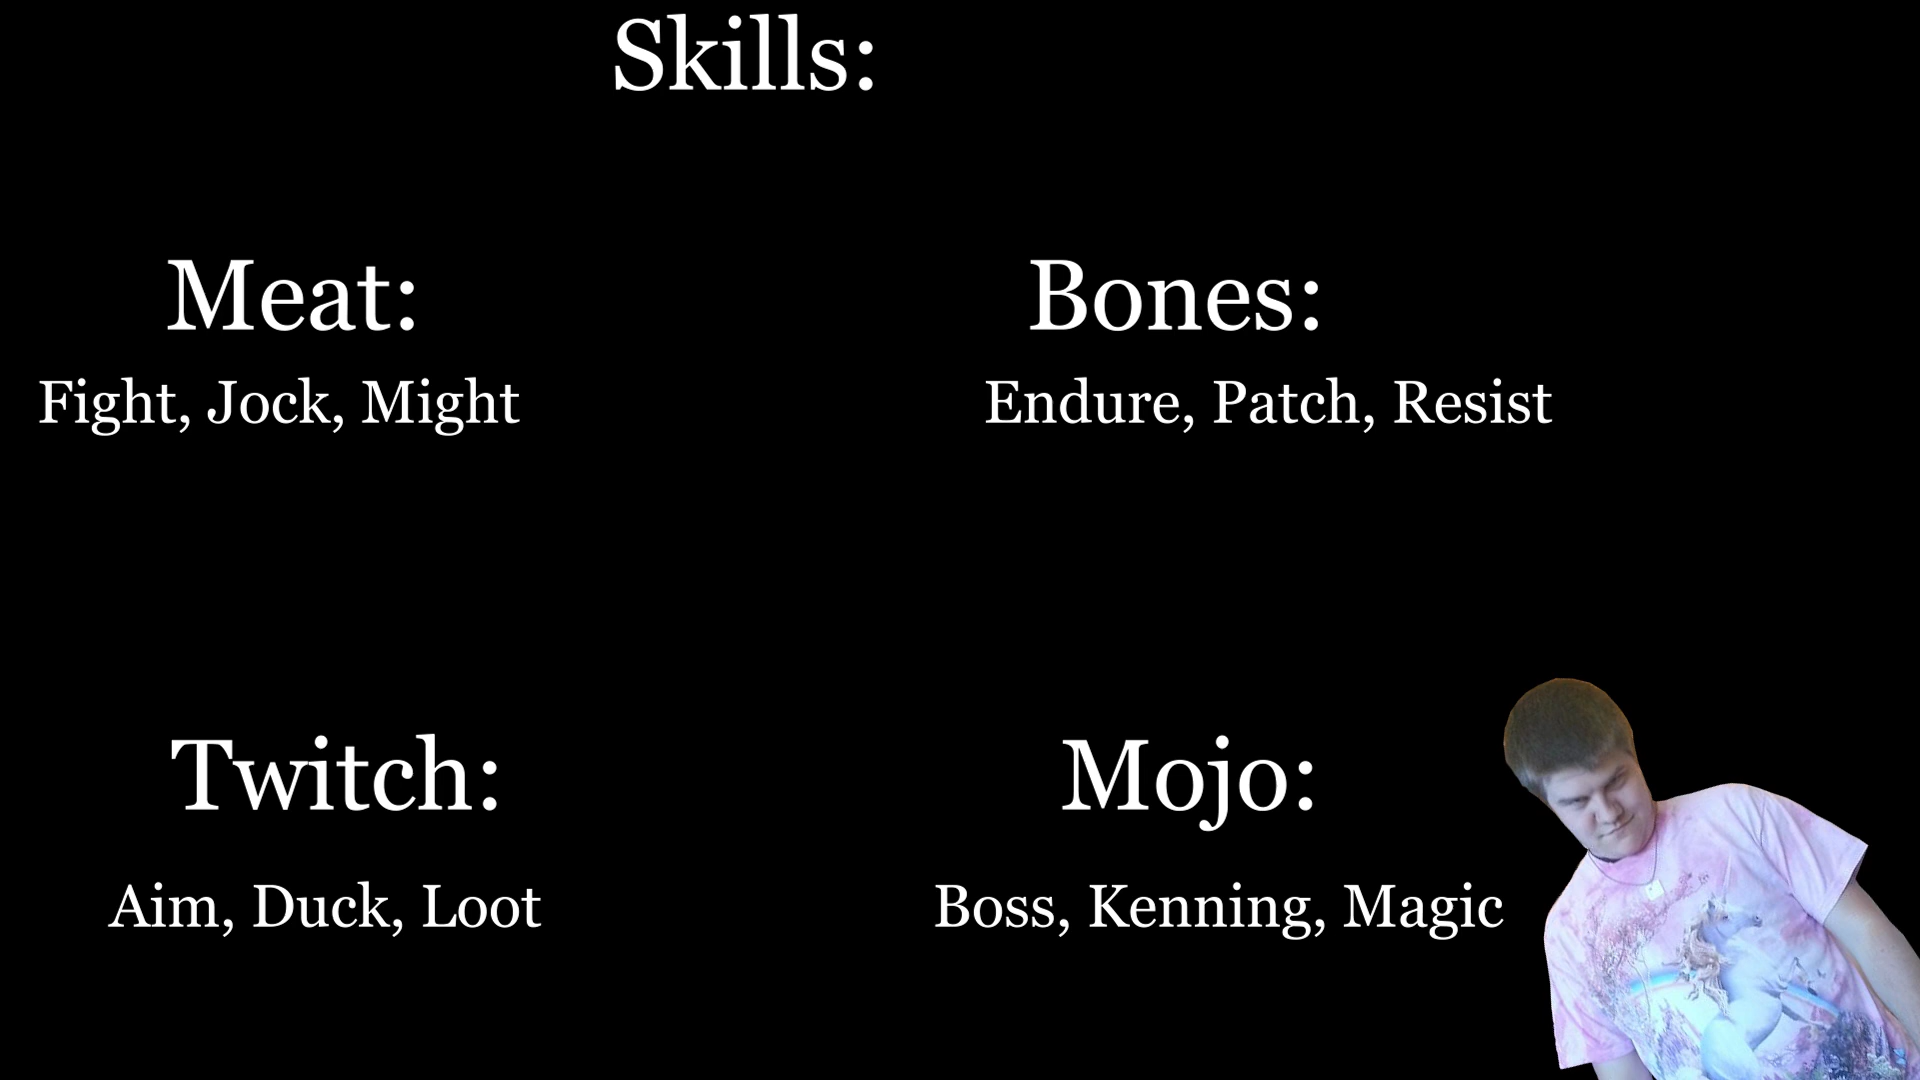 Skills:
Meat:
Fight, Jock, Might
Bones:
Endure, Patch, Resist
Twitch:
Aim, Duck, Loot
Mojo:
Boss, Kenning, Magic